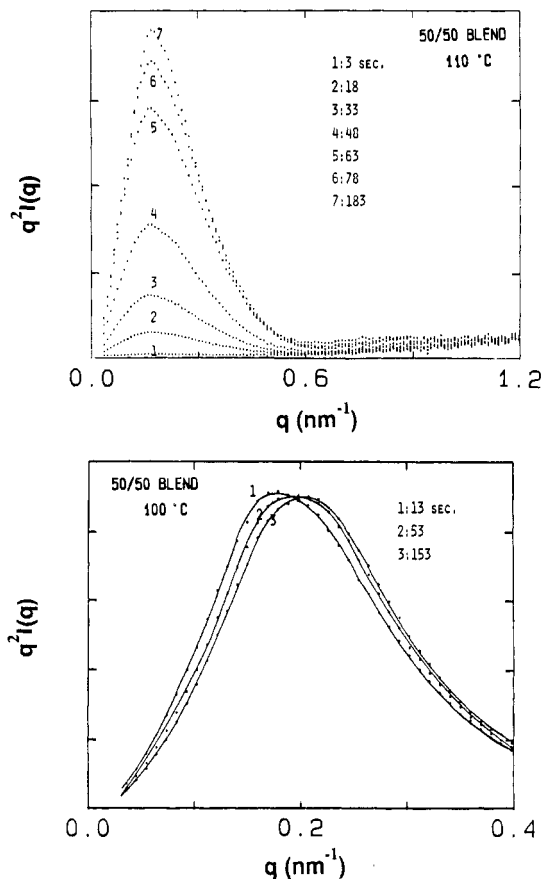 50/50 BLEND
110 °C
1:3 SEC.
2:18
3:33
4:48
5:63
6:78
7:183
7
6
5
4
3
2
1
q²I(q)
0.0 0.6 1.2
q (nm⁻¹)
50/50 BLEND
100 °C
1:13 SEC.
2:53
3:153
1
2
3
q²I(q)
0.0 0.2 0.4
q (nm⁻¹)